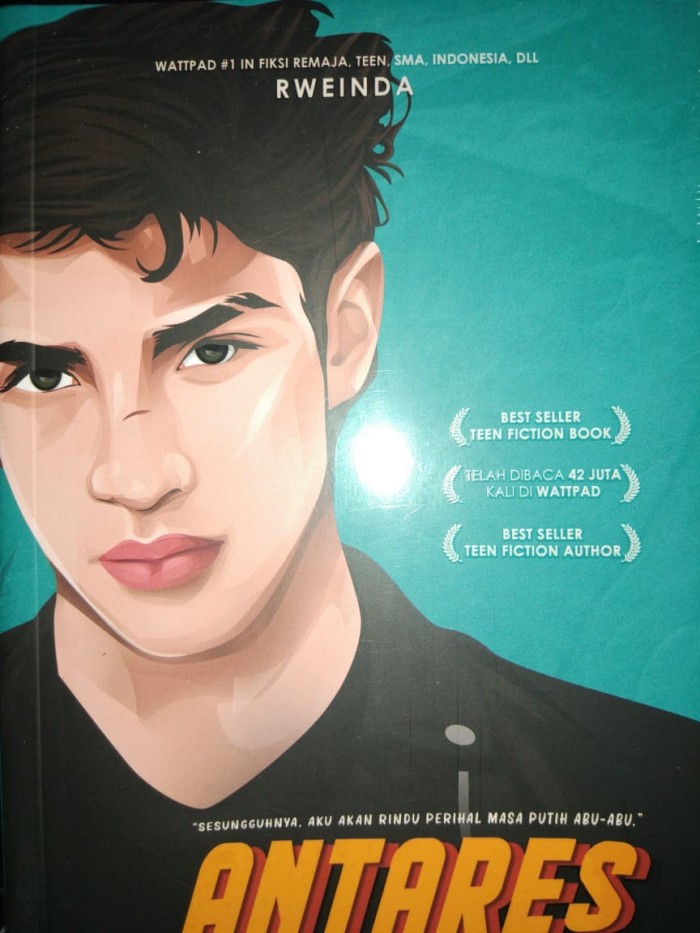 WATTPAD #1 IN FIKSI REMAJA, TEEN, SMA, INDONESIA, DLL
RWEINDA
BEST SELLER
TEEN FICTION BOOK
TELAH DIBACA 42 JUTA
KALI DI WATTPAD
BEST SELLER
TEEN FICTION AUTHOR
"SESUNGGUHNYA, AKU AKAN RINDU PERIHAL MASA PUTIH ABU-ABU."
ANTARES